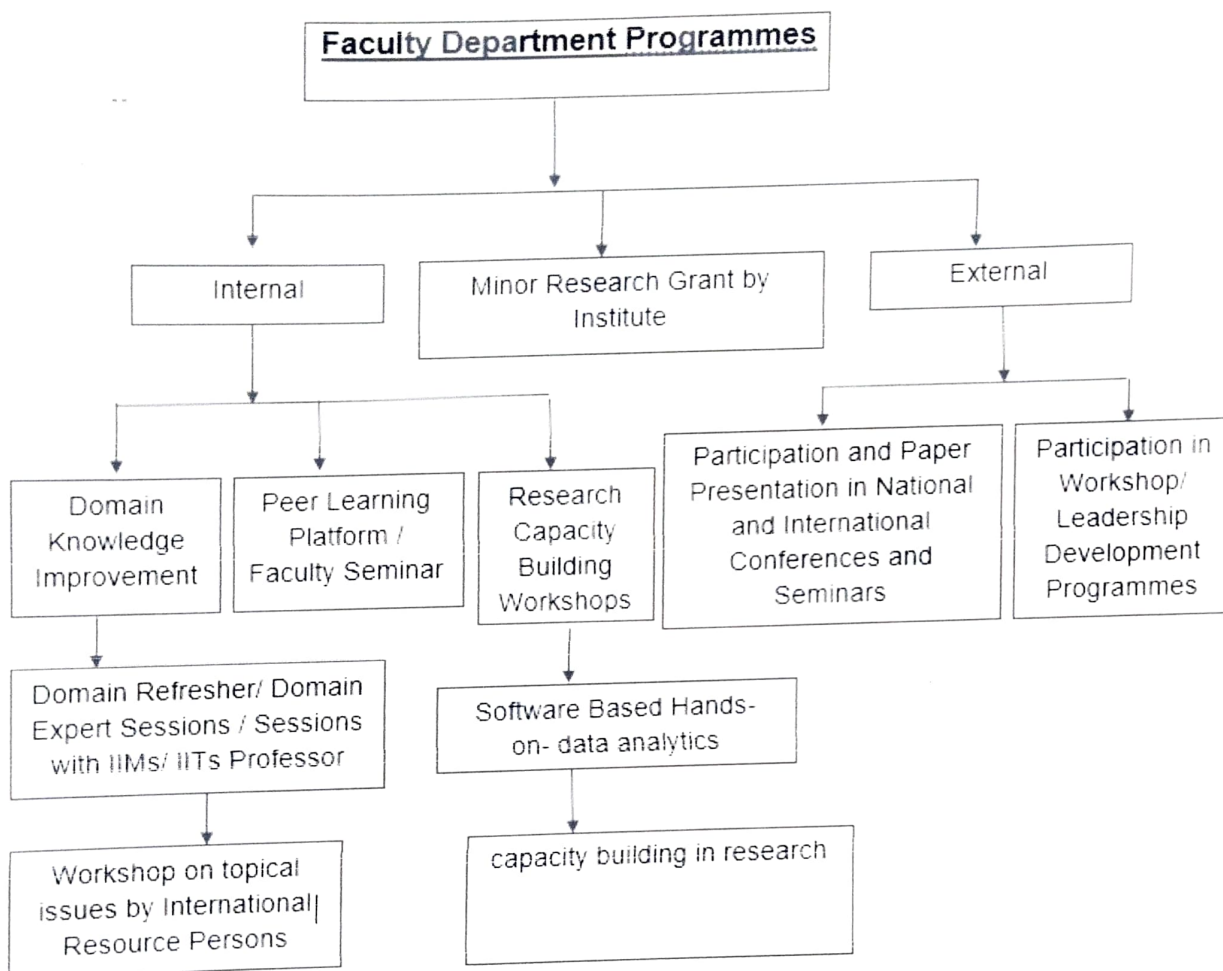 Faculty Department Programmes
Internal
Minor Research Grant by
Institute
External
Domain
Knowledge
Improvement
Peer Learning
Platform /
Faculty Seminar
Research
Capacity
Building
Workshops
Participation and Paper
Presentation in National
and International
Conferences and
Seminars
Participation in
Workshop/
Leadership
Development
Programmes
Domain Refresher/ Domain
Expert Sessions / Sessions
with IIMs/ IITs Professor
Software Based Hands-
on- data analytics
Workshop on topical
issues by International
Resource Persons
capacity building in research